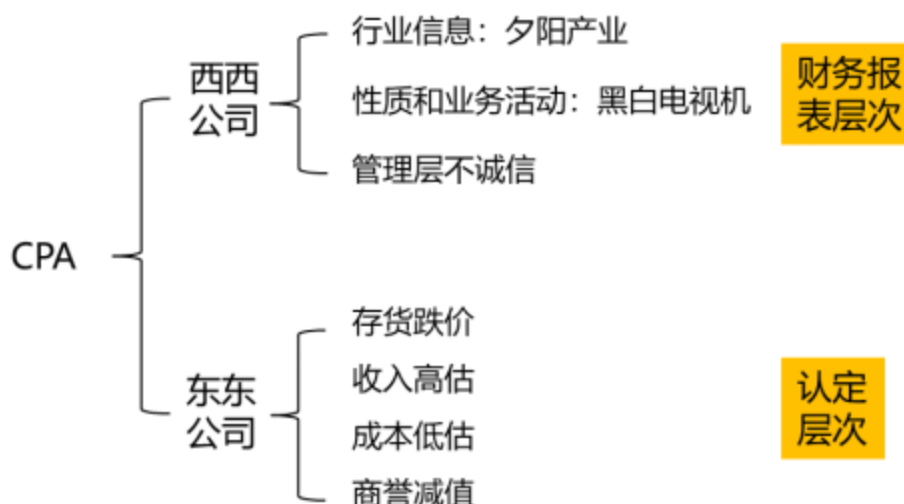 CPA
西西
公司
行业信息：夕阳产业
性质和业务活动：黑白电视机
管理层不诚信
财务报
表层次
东东
公司
存货跌价
收入高估
成本低估
商誉减值
认定
层次